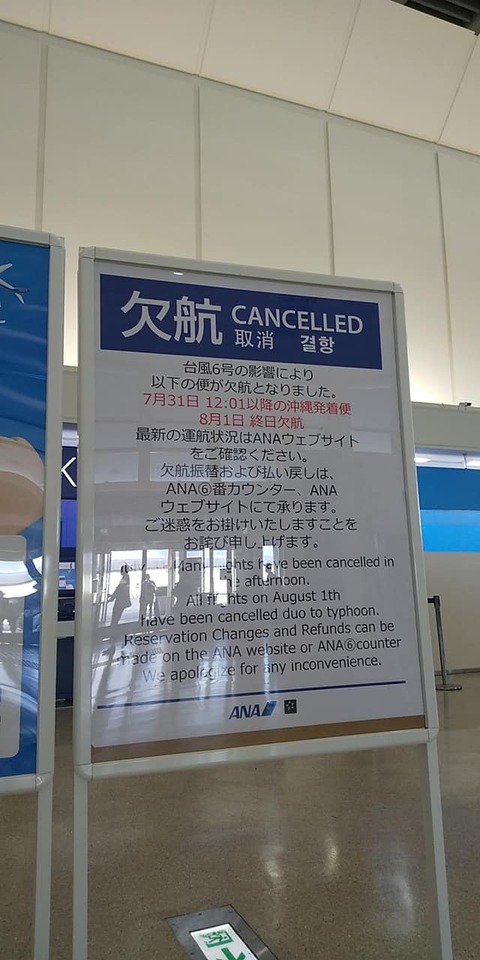 欠航 CANCELLED
取消 결항
台風6号の影響により
以下の便が欠航となりました。
7月31日 12:01以降の沖縄発着便
8月1日 終日欠航
最新の運航状況はANAウェブサイト
をご確認ください。
欠航振替および払い戻しは、
ANA⑥番カウンター、ANA
ウェブサイトにて承ります。
ご迷惑をお掛けいたしますことを
お詫び申し上げます。
have been cancelled in
the afternoon.
All flights on August 1th
have been cancelled duo to typhoon.
Reservation Changes and Refunds can be
made on the ANA website or ANA⑥counter
We apologize for any inconvenience.
ANA